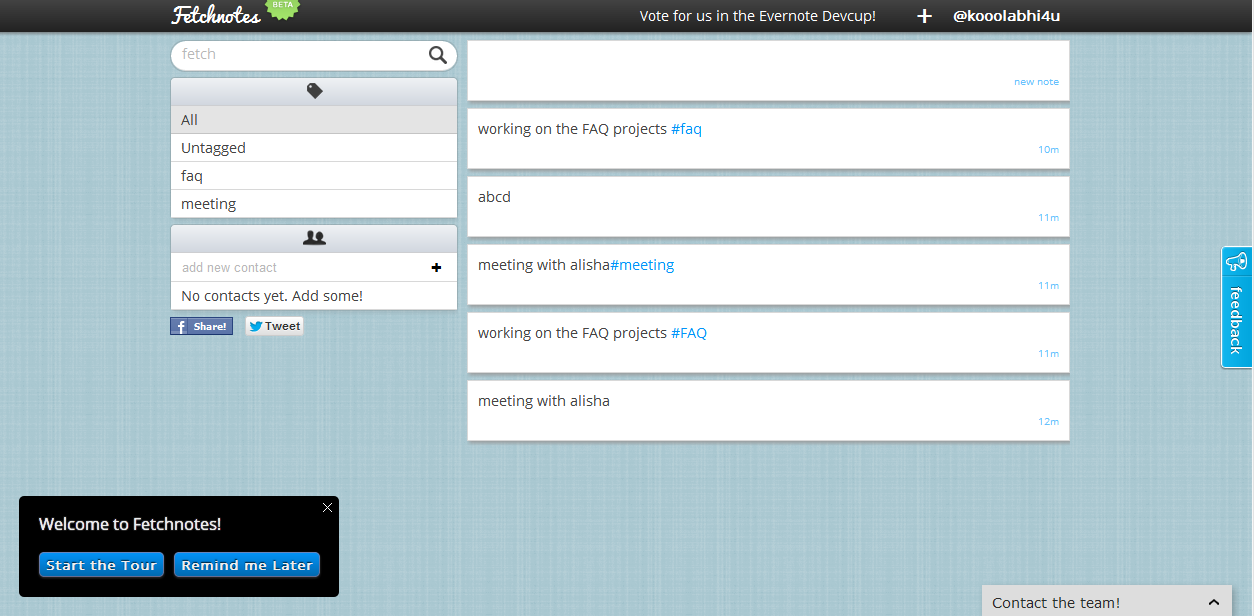 Fetchnotes
BETA
Vote for us in the Evernote Devcup!
+
@kooolabhi4u
fetch
All
Untagged
faq
meeting
add new contact
+
No contacts yet. Add some!
f Share!
Tweet
new note
working on the FAQ projects #faq
10m
abcd
11m
meeting with alisha#meeting
11m
working on the FAQ projects #FAQ
11m
meeting with alisha
12m
feedback
Welcome to Fetchnotes!
Start the Tour
Remind me Later
Contact the team!